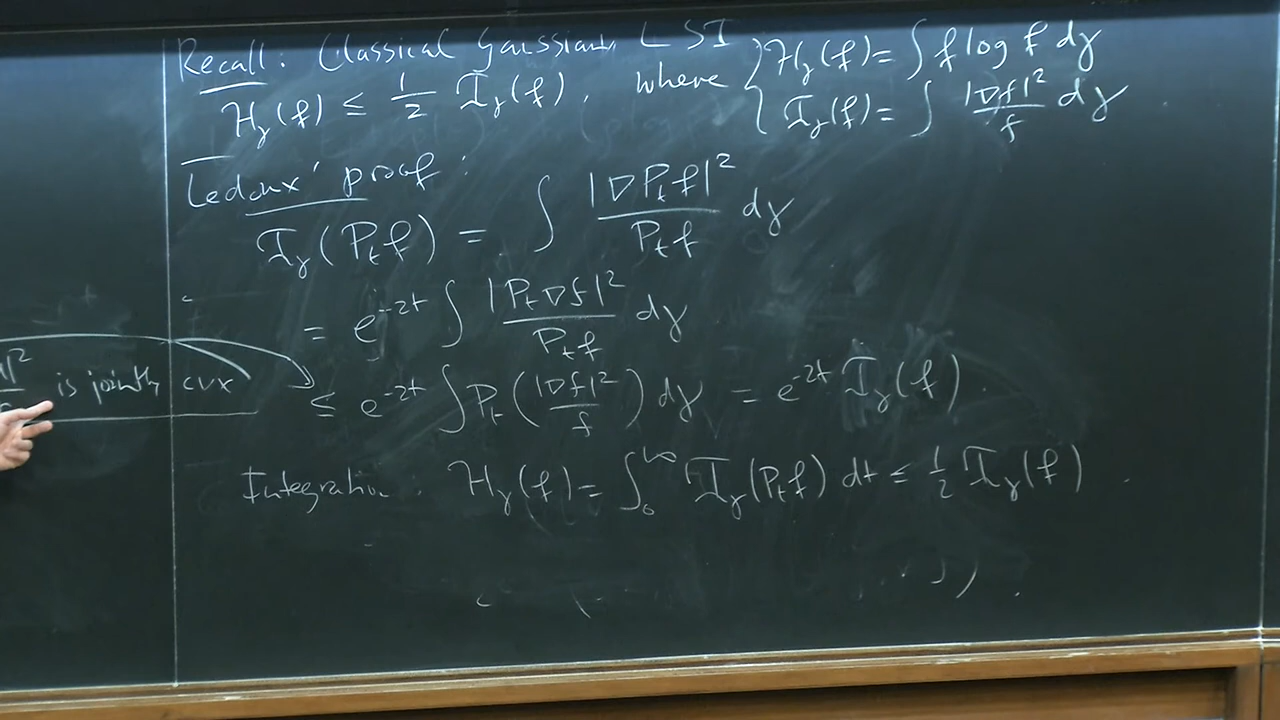 Recall: Classical Gaussian LSI
H_γ(f) ≤ 1/2 I_γ(f), where { H_γ(f) = ∫ f log f dγ
I_γ(f) = ∫ |∇f|²/f dγ
Ledoux' proof:
I_γ(P_t f) = ∫ |∇P_t f|²/P_t f dγ
= e^{-2t} ∫ |P_t ∇f|²/P_t f dγ
is jointly cvx
≤ e^{-2t} ∫ P_t (|∇f|²/f) dγ = e^{-2t} I_γ(f).
Integration: H_γ(f) = ∫_0^∞ I_γ(P_t f) dt ≤ 1/2 I_γ(f).